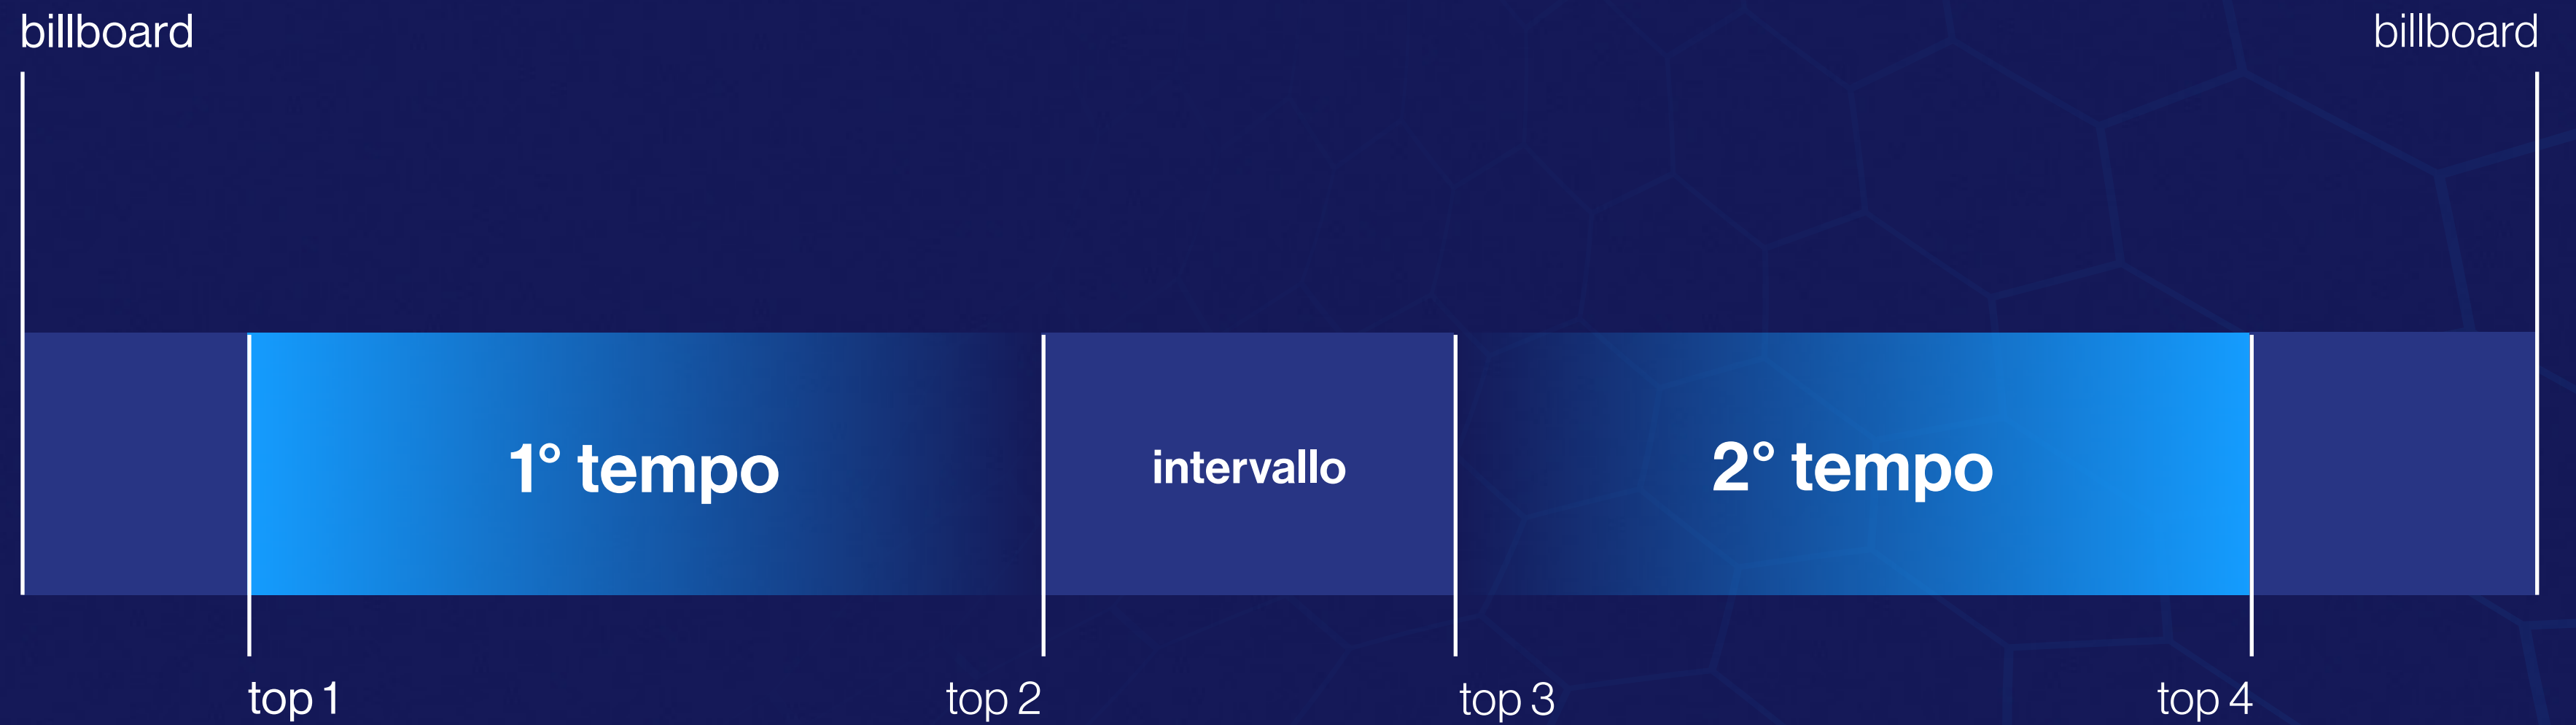 billboard
billboard
1° tempo
intervallo
2° tempo
top 1
top 2
top 3
top 4